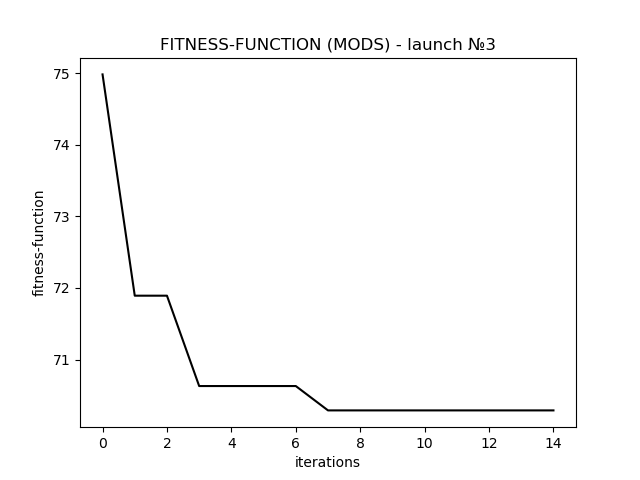 FITNESS-FUNCTION (MODS) - launch №3
75
74
73
72
71
fitness-function
0 2 4 6 8 10 12 14
iterations